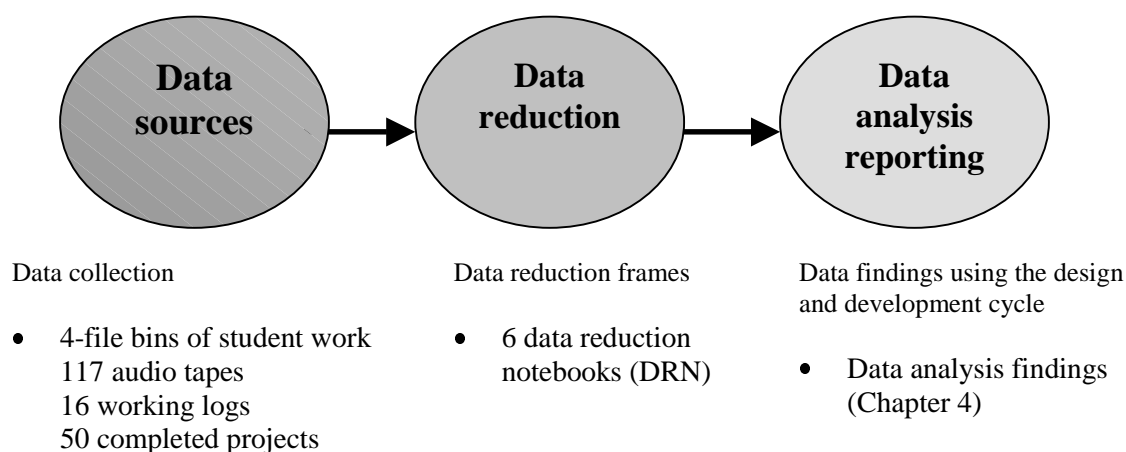 Data
sources
Data
reduction
Data
analysis
reporting
Data collection
• 4-file bins of student work
117 audio tapes
16 working logs
50 completed projects
Data reduction frames
• 6 data reduction
notebooks (DRN)
Data findings using the design
and development cycle
• Data analysis findings
(Chapter 4)